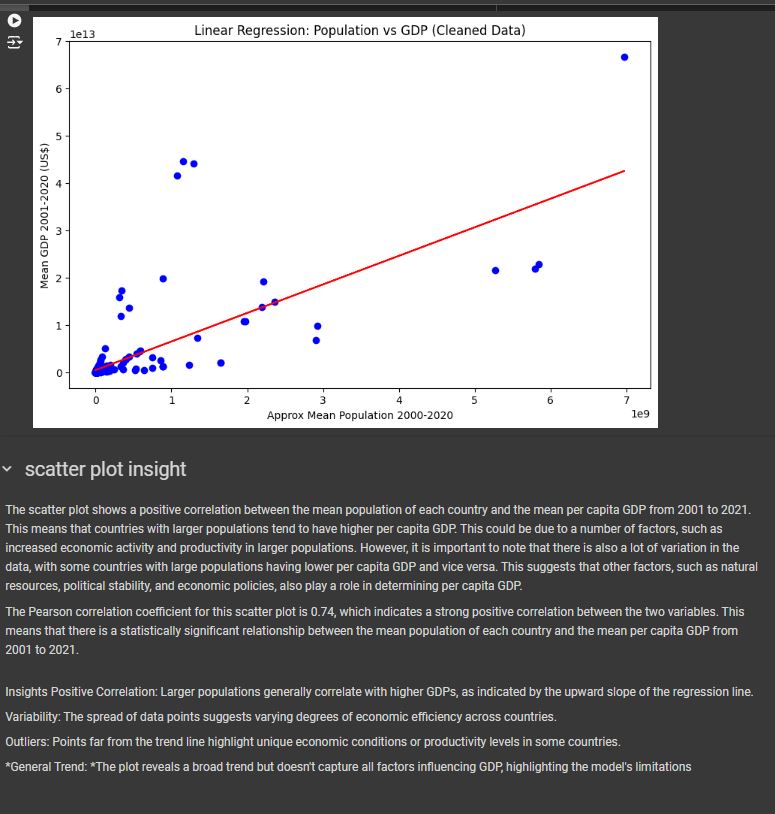 Linear Regression: Population vs GDP (Cleaned Data)
1e13
7
6
5
4
3
2
1
0
Mean GDP 2001-2020 (US$)
0 1 2 3 4 5 6 7
1e9
Approx Mean Population 2000-2020
scatter plot insight
The scatter plot shows a positive correlation between the mean population of each country and the mean per capita GDP from 2001 to 2021.
This means that countries with larger populations tend to have higher per capita GDP. This could be due to a number of factors, such as
increased economic activity and productivity in larger populations. However, it is important to note that there is also a lot of variation in the
data, with some countries with large populations having lower per capita GDP and vice versa. This suggests that other factors, such as natural
resources, political stability, and economic policies, also play a role in determining per capita GDP.
The Pearson correlation coefficient for this scatter plot is 0.74, which indicates a strong positive correlation between the two variables. This
means that there is a statistically significant relationship between the mean population of each country and the mean per capita GDP from
2001 to 2021.
Insights Positive Correlation: Larger populations generally correlate with higher GDPs, as indicated by the upward slope of the regression line.
Variability: The spread of data points suggests varying degrees of economic efficiency across countries.
Outliers: Points far from the trend line highlight unique economic conditions or productivity levels in some countries.
*General Trend: *The plot reveals a broad trend but doesn't capture all factors influencing GDP, highlighting the model's limitations